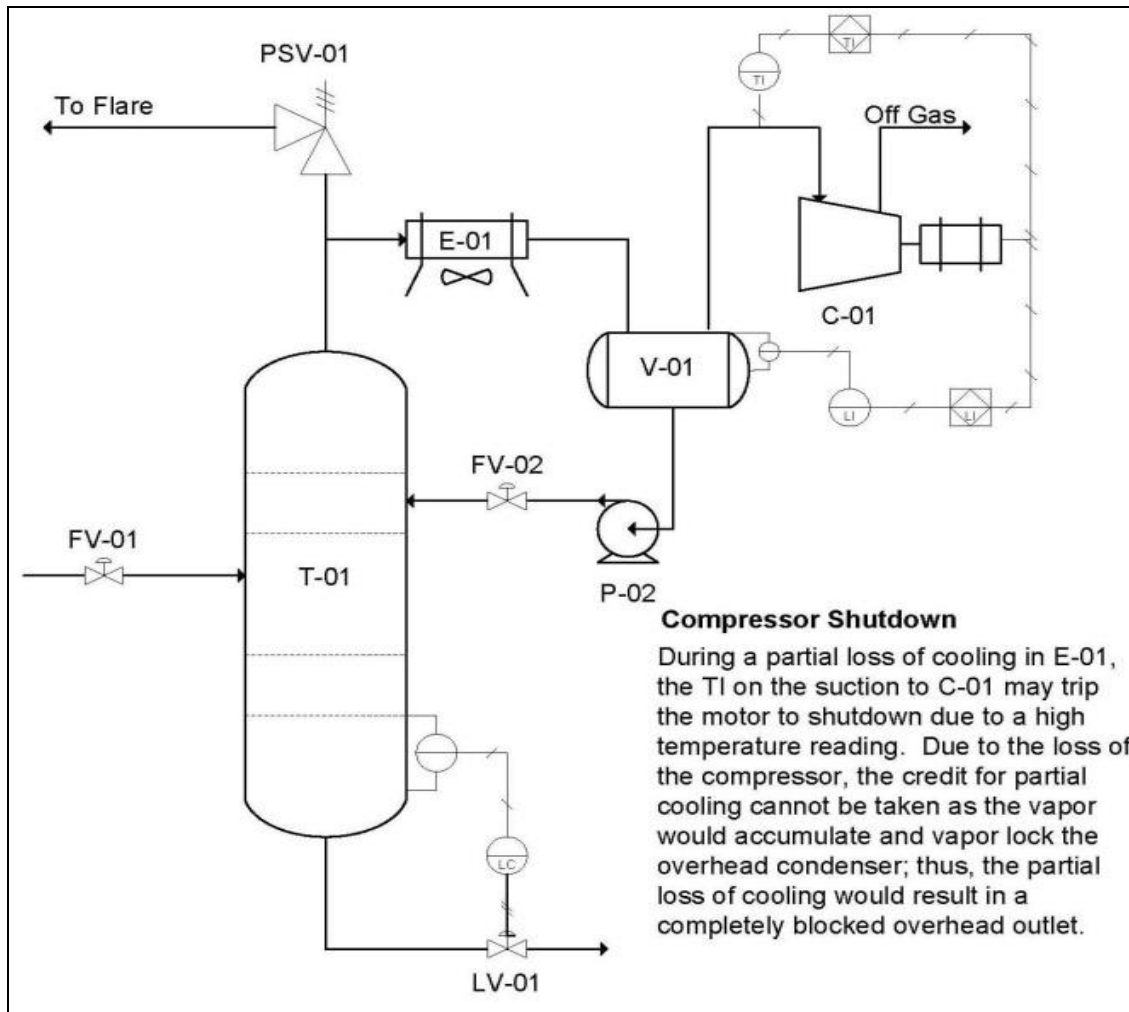 PSV-01
To Flare
TI
TI
Off Gas
E-01
C-01
V-01
LI
LI
FV-02
FV-01
T-01
P-02
Compressor Shutdown
During a partial loss of cooling in E-01,
the TI on the suction to C-01 may trip
the motor to shutdown due to a high
temperature reading. Due to the loss of
the compressor, the credit for partial
cooling cannot be taken as the vapor
would accumulate and vapor lock the
overhead condenser; thus, the partial
loss of cooling would result in a
completely blocked overhead outlet.
LC
LV-01